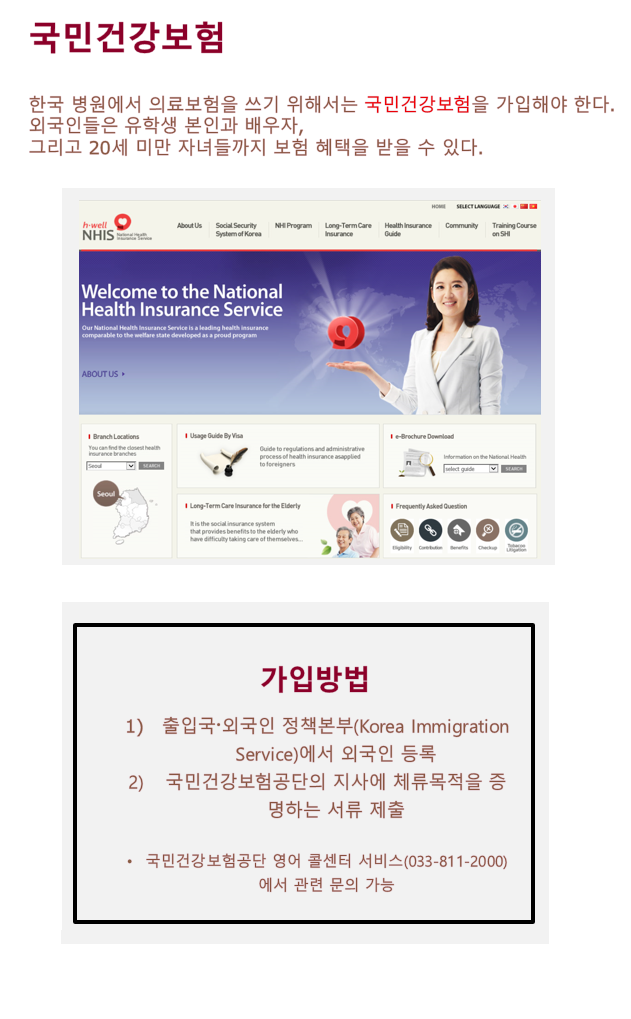 국민건강보험
한국 병원에서 의료보험을 쓰기 위해서는 국민건강보험을 가입해야 한다.
외국인들은 유학생 본인과 배우자,
그리고 20세 미만 자녀들까지 보험 혜택을 받을 수 있다.
HOME SELECT LANGUAGE
h·well
NHIS National Health
Insurance Service
About Us
Social Security
System of Korea
NHI Program
Long-Term Care
Insurance
Health Insurance
Guide
Community
Training Course
on SHI
Welcome to the National
Health Insurance Service
Our National Health Insurance Service is a leading health insurance
comparable to the welfare state developed as a proud program
ABOUT US
Branch Locations
You can find the closest health
insurance branches
Seoul SEARCH
Seoul
Usage Guide By Visa
Guide to regulations and administrative
process of health insurance asapplied
to foreigners
e-Brochure Download
Information on the National Health
select guide SEARCH
Long-Term Care Insurance for the Elderly
It is the social insurance system
that provides benefits to the elderly who
have difficulty taking care of themselves...
Frequently Asked Question
Eligibility Contribution Benefits Checkup Tobacco
Litigation
가입방법
1) 출입국·외국인 정책본부(Korea Immigration
Service)에서 외국인 등록
2) 국민건강보험공단의 지사에 체류목적을 증
명하는 서류 제출
• 국민건강보험공단 영어 콜센터 서비스(033-811-2000)
에서 관련 문의 가능